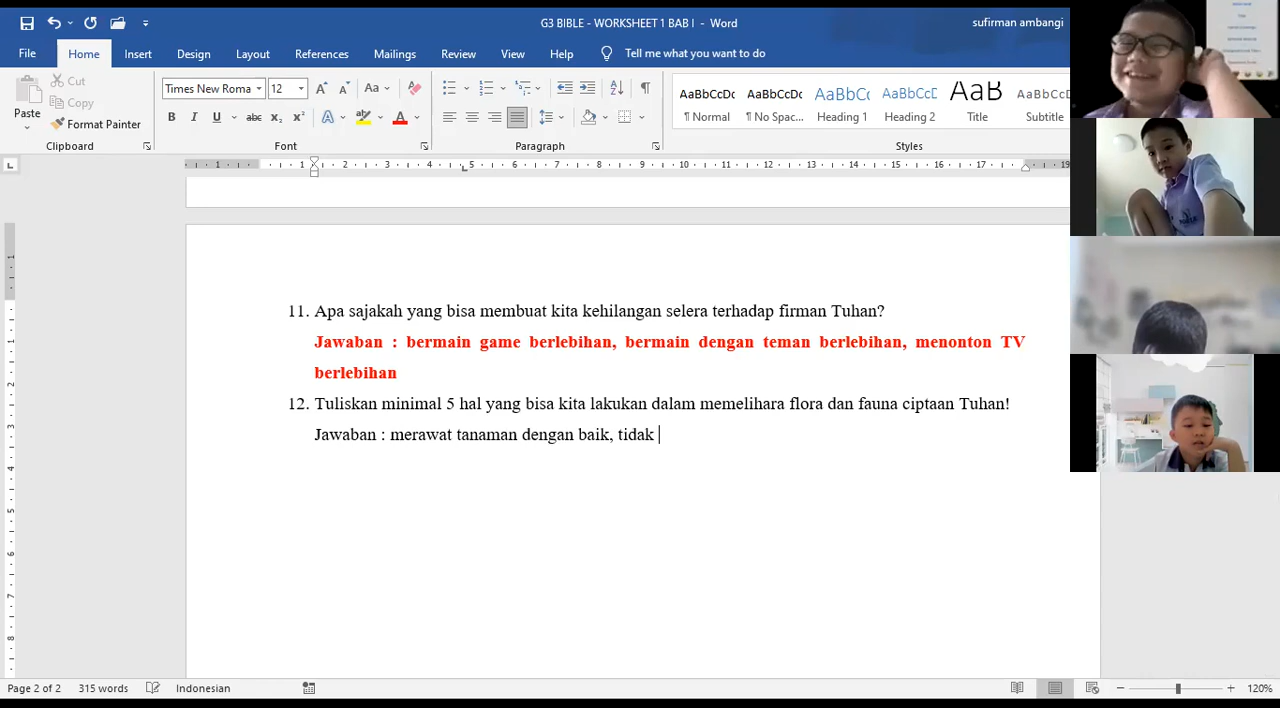 G3 BIBLE - WORKSHEET 1 BAB I - Word
sufirman ambangi
File Home Insert Design Layout References Mailings Review View Help Tell me what you want to do
Paste
Cut
Copy
Format Painter
Times New Roma 12
B I U abc x₂ x²
AaBbCcDc AaBbCcDc AaBbCc AaBbCcD AaB AaBbCcD
¶ Normal ¶ No Spac... Heading 1 Heading 2 Title Subtitle
Clipboard Font Paragraph Styles
11. Apa sajakah yang bisa membuat kita kehilangan selera terhadap firman Tuhan?
Jawaban : bermain game berlebihan, bermain dengan teman berlebihan, menonton TV
berlebihan
12. Tuliskan minimal 5 hal yang bisa kita lakukan dalam memelihara flora dan fauna ciptaan Tuhan!
Jawaban : merawat tanaman dengan baik, tidak
Page 2 of 2 315 words Indonesian 120%